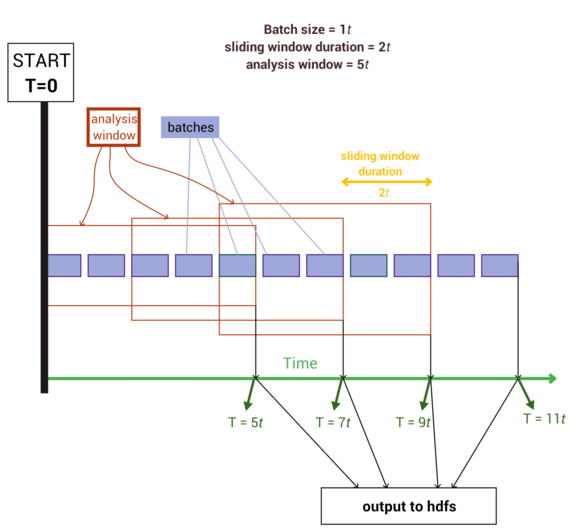 Batch size = 1t
sliding window duration = 2t
analysis window = 5t
START
T=0
analysis
window
batches
sliding window
duration
2t
Time
T = 5t
T = 7t
T = 9t
T = 11t
output to hdfs